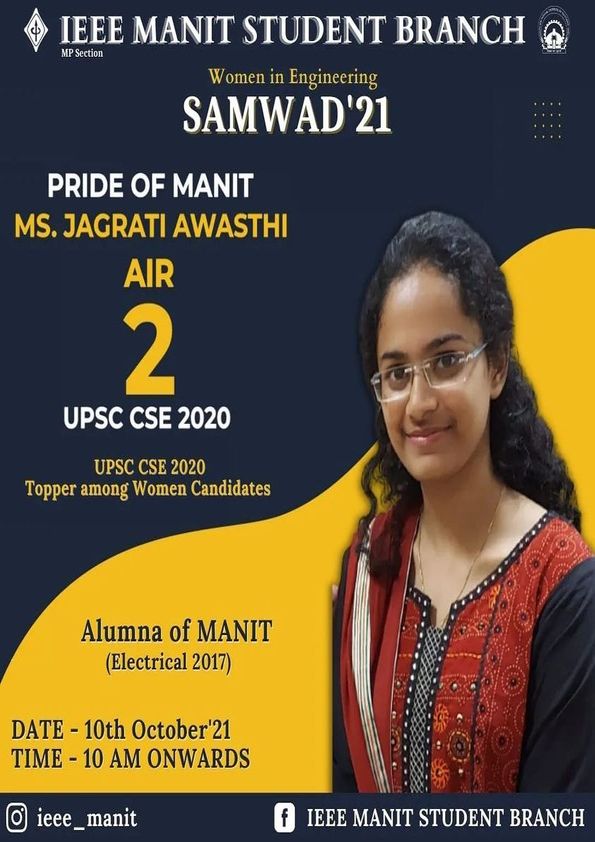 IEEE MANIT STUDENT BRANCH
MP Section
Women in Engineering
SAMWAD'21
PRIDE OF MANIT
MS. JAGRATI AWASTHI
AIR
2
UPSC CSE 2020
UPSC CSE 2020
Topper among Women Candidates
Alumna of MANIT
(Electrical 2017)
DATE - 10th October'21
TIME - 10 AM ONWARDS
ieee_manit
IEEE MANIT STUDENT BRANCH